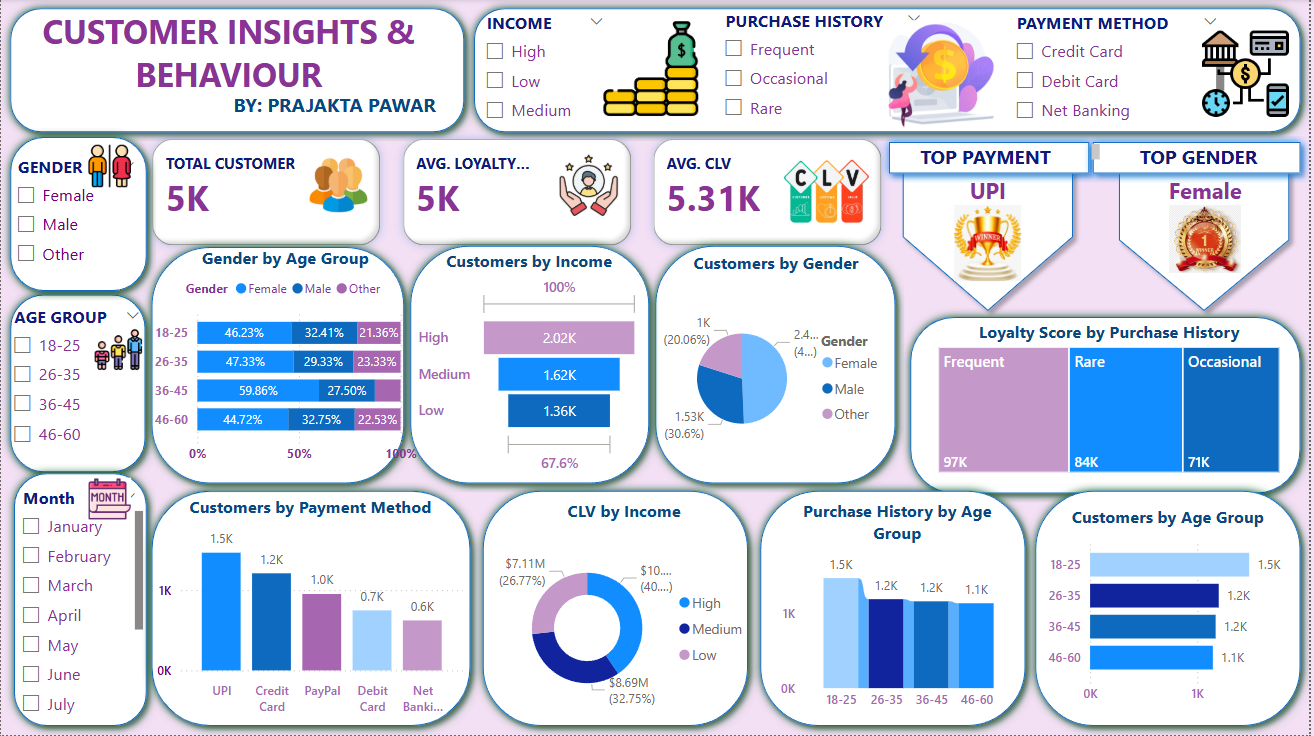 CUSTOMER INSIGHTS &
BEHAVIOUR
BY: PRAJAKTA PAWAR
INCOME
High
Low
Medium
$
PURCHASE HISTORY
Frequent
Occasional
Rare
$
PAYMENT METHOD
Credit Card
Debit Card
Net Banking
$
GENDER
Female
Male
Other
TOTAL CUSTOMER
5K
AVG. LOYALTY...
5K
AVG. CLV
5.31K
C L V
TOP PAYMENT
UPI
WINNER
TOP GENDER
Female
1
AGE GROUP
18-25
26-35
36-45
46-60
Gender by Age Group
Gender Female Male Other
18-25 46.23% 32.41% 21.36%
26-35 47.33% 29.33% 23.33%
36-45 59.86% 27.50%
46-60 44.72% 32.75% 22.53%
0% 50% 100%
Customers by Income
100%
High 2.02K
Medium 1.62K
Low 1.36K
67.6%
Customers by Gender
1K
(20.06%)
2.4...
(4...)
1.53K
(30.6%)
Gender
Female
Male
Other
Loyalty Score by Purchase History
Frequent Rare Occasional
97K 84K 71K
Month
MONTH
January
February
March
April
May
June
July
Customers by Payment Method
1.5K
1.2K
1.0K
0.7K
0.6K
1K
0K
UPI Credit Card PayPal Debit Card Net Banki...
CLV by Income
$7.11M
(26.77%)
$10....
(40....)
$8.69M
(32.75%)
High
Medium
Low
Purchase History by Age
Group
1.5K
1.2K 1.2K 1.1K
1K
0K
18-25 26-35 36-45 46-60
Customers by Age Group
18-25 1.5K
26-35 1.2K
36-45 1.2K
46-60 1.1K
0K 1K